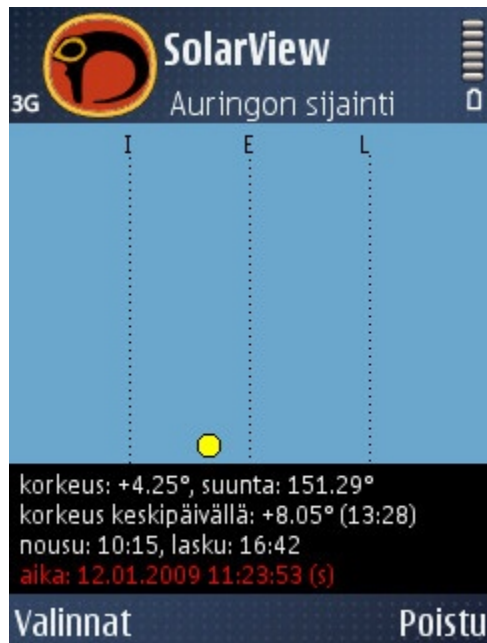 SolarView
3G
Auringon sijainti
I E L
korkeus: +4.25°, suunta: 151.29°
korkeus keskipäivällä: +8.05° (13:28)
nousu: 10:15, lasku: 16:42
aika: 12.01.2009 11:23:53 (s)
Valinnat Poistu